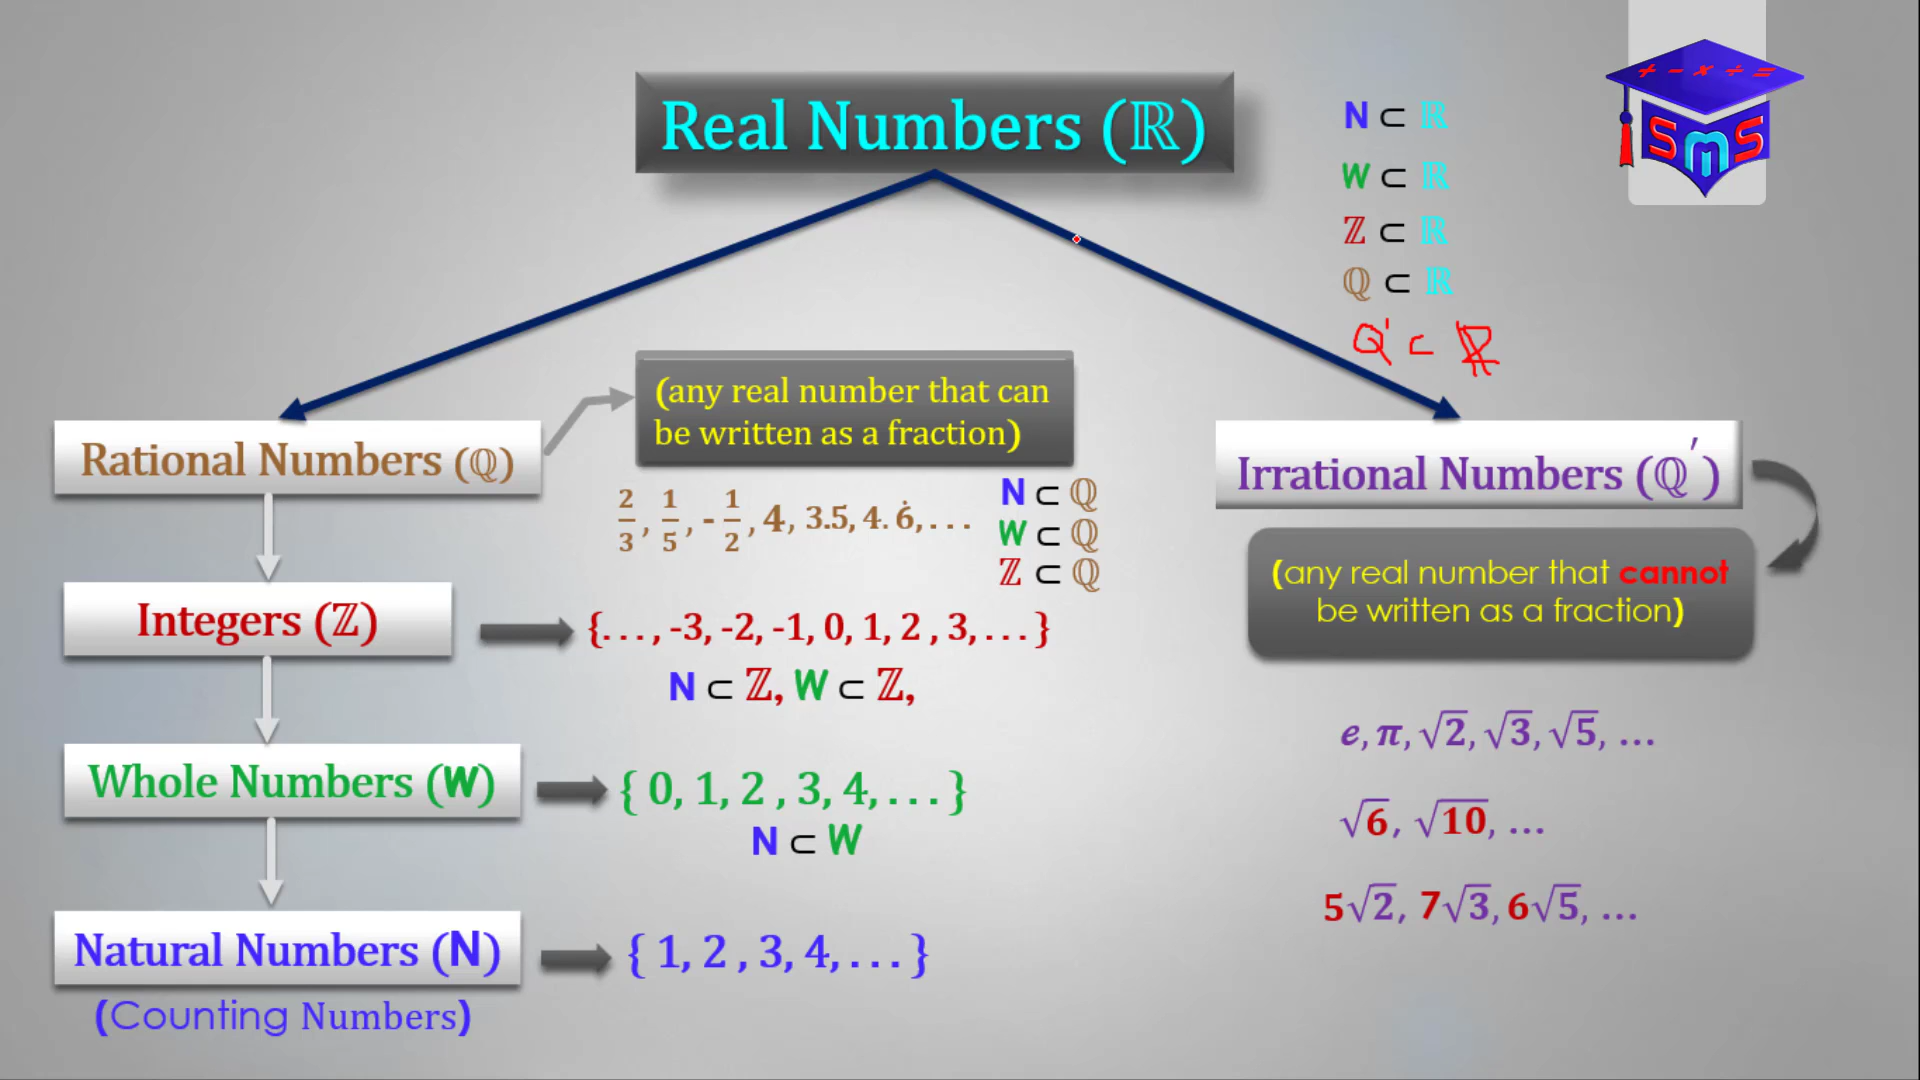 Real Numbers (ℝ)
+ - × ÷ =
SMS
N ⊂ ℝ
W ⊂ ℝ
ℤ ⊂ ℝ
ℚ ⊂ ℝ
Q' ⊂ ℝ
Rational Numbers (ℚ)
(any real number that can
be written as a fraction)
2/3, 1/5, - 1/2, 4, 3.5, 4. 6̇, . . .
N ⊂ ℚ
W ⊂ ℚ
ℤ ⊂ ℚ
Irrational Numbers (ℚ′)
(any real number that cannot
be written as a fraction)
Integers (ℤ)
{. . . , -3, -2, -1, 0, 1, 2 , 3, . . . }
N ⊂ ℤ, W ⊂ ℤ,
e, π, √2, √3, √5, ...
Whole Numbers (W)
{ 0, 1, 2 , 3, 4, . . . }
N ⊂ W
√6, √10, ...
5√2, 7√3, 6√5, ...
Natural Numbers (N)
{ 1, 2 , 3, 4, . . . }
(Counting Numbers)